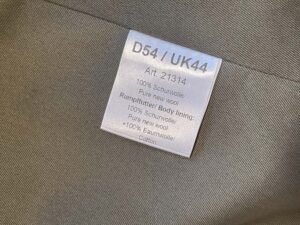 D54 / UK44
Art. 21314
100% Schurwolle/
Pure new wool
Rumpffutter/ Body lining:
100% Schurwolle/
Pure new wool
+100% Baumwolle/
Cotton